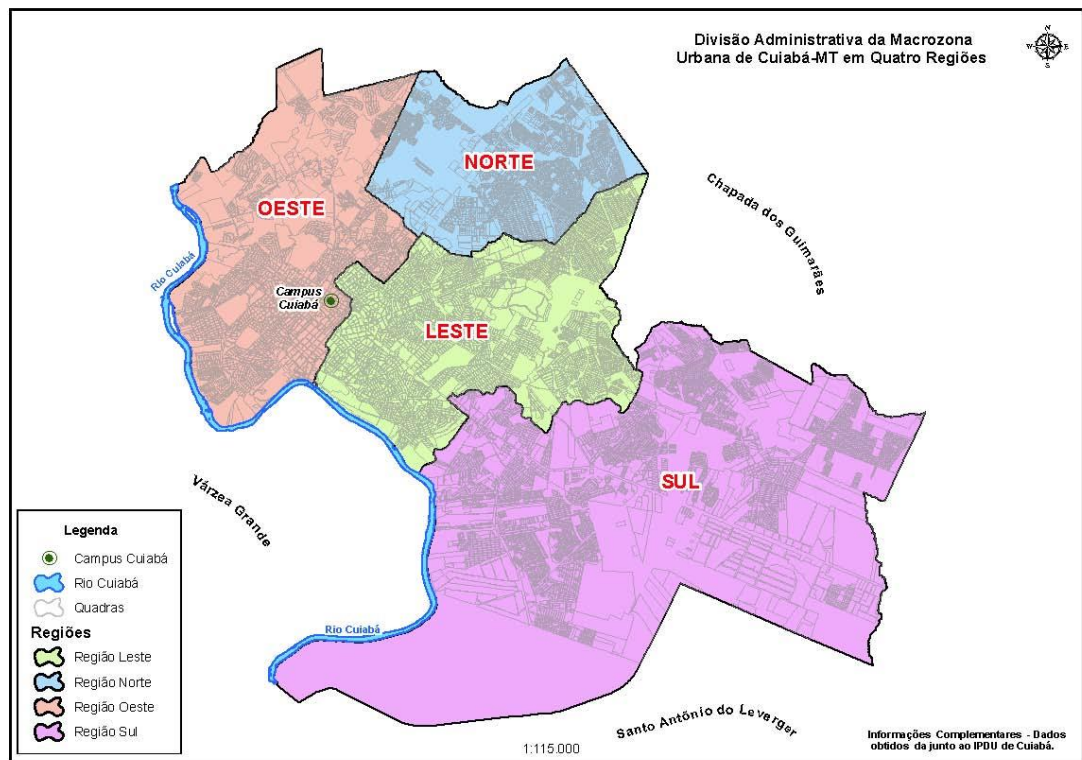 Divisão Administrativa da Macrozona
Urbana de Cuiabá-MT em Quatro Regiões
N
W
E
S
NORTE
OESTE
Chapada dos Guimarães
Rio Cuiabá
Campus
Cuiabá
LESTE
SUL
Várzea Grande
Legenda
Campus Cuiabá
Rio Cuiabá
Quadras
Regiões
Região Leste
Região Norte
Região Oeste
Região Sul
Rio Cuiabá
Santo Antônio do Leverger
1:115.000
Informações Complementares - Dados
obtidos da junto ao IPDU de Cuiabá.